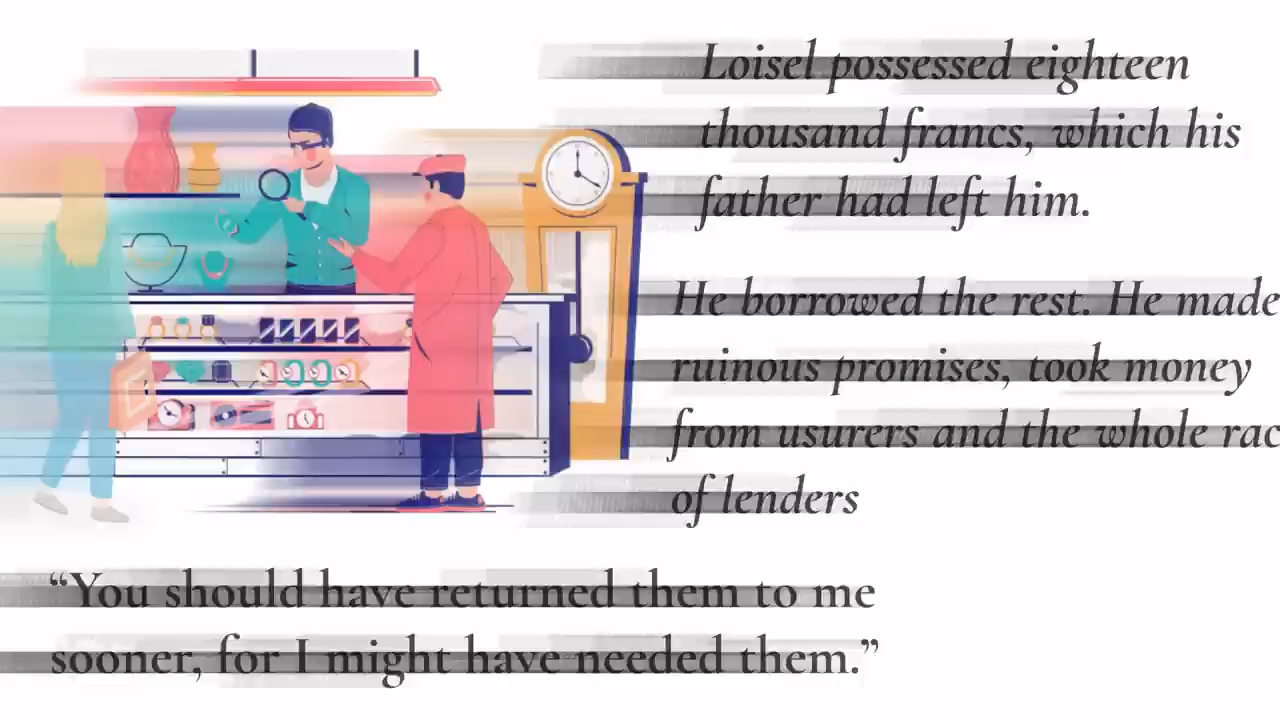 Loisel possessed eighteen
thousand francs, which his
father had left him.
He borrowed the rest. He made
ruinous promises, took money
from usurers and the whole rac
of lenders
“You should have returned them to me
sooner, for I might have needed them.”